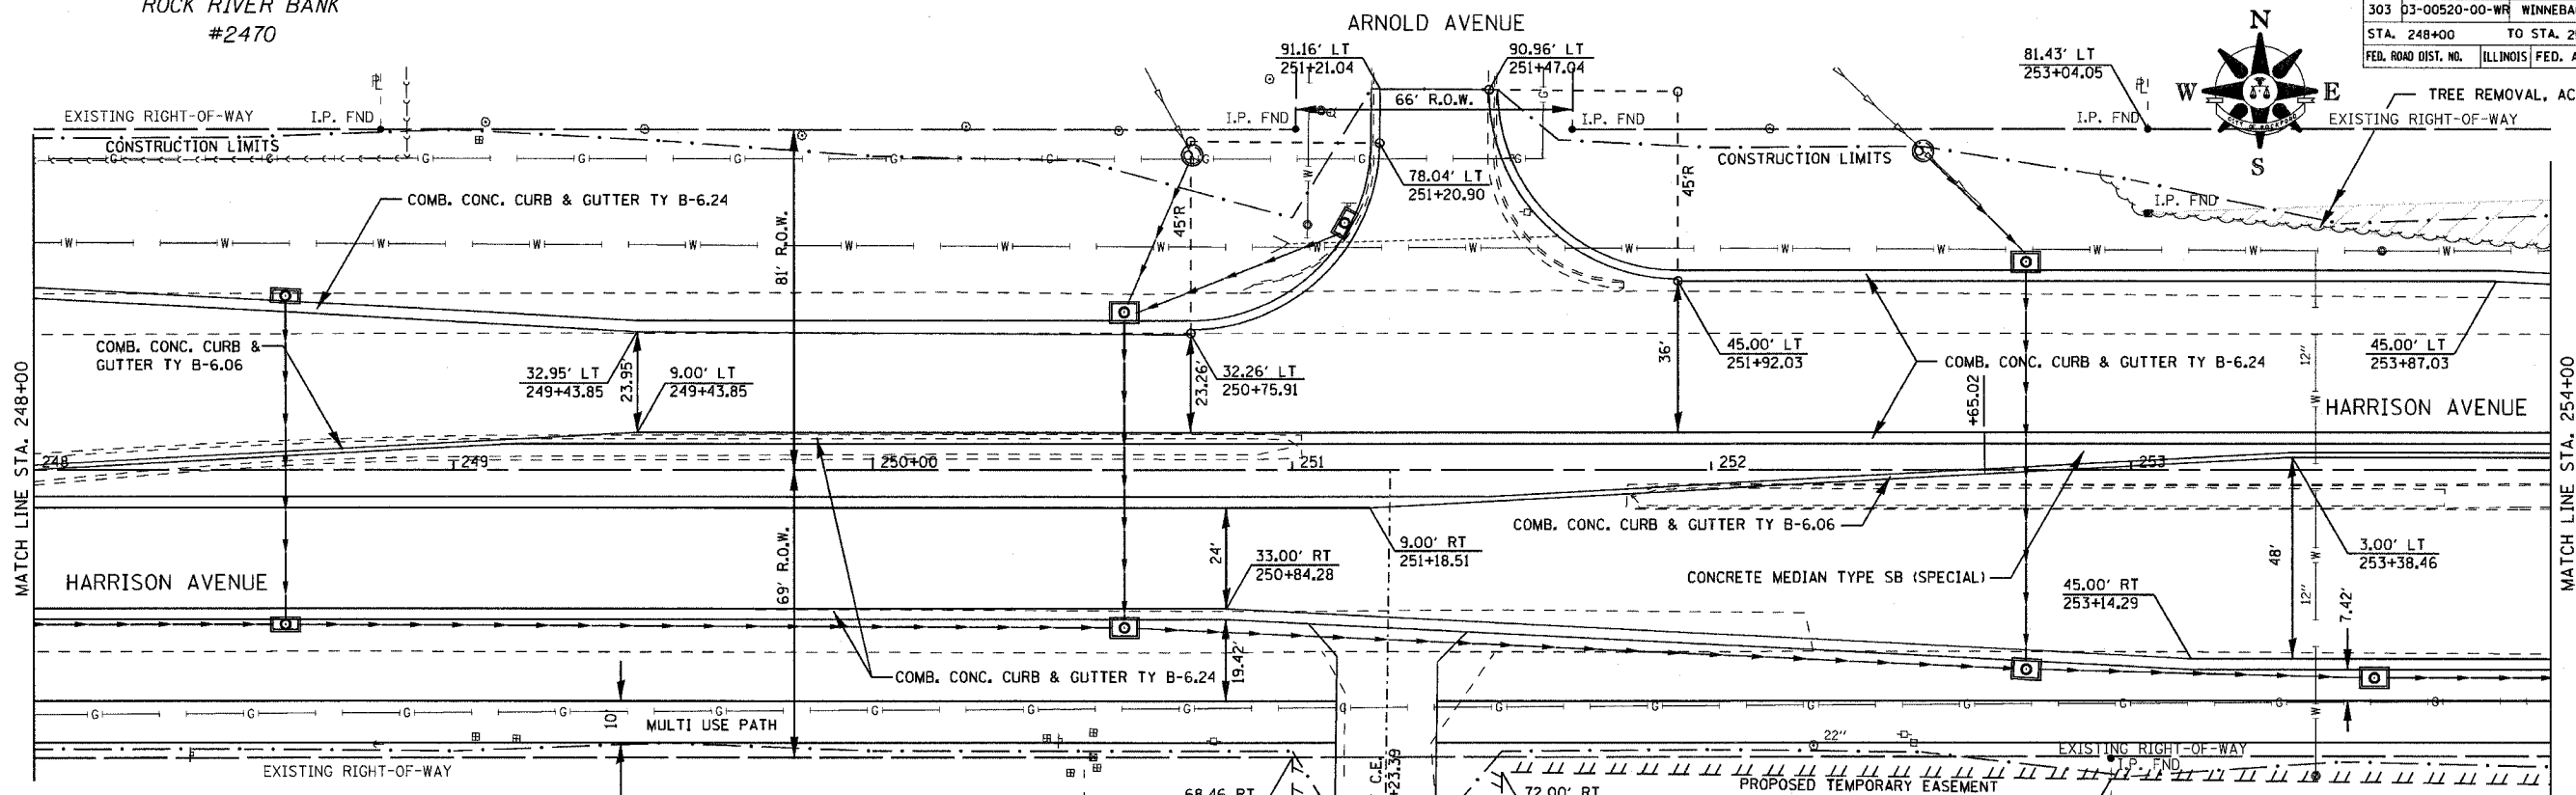 ROCK RIVER BANK
#2470
ARNOLD AVENUE
303 03-00520-00-WR
STA. 248+00 TO STA.
FED. ROAD DIST. NO. ILLINOIS FED.
N
W E
S
CITY OF ROCKFORD
91.16' LT
251+21.04
90.96' LT
251+47.04
81.43' LT
253+04.05
66' R.O.W.
TREE REMOVAL,
EXISTING RIGHT-OF-WAY
I.P. FND
I.P. FND
I.P. FND
I.P. FND
EXISTING RIGHT-OF-WAY
CONSTRUCTION LIMITS
CONSTRUCTION LIMITS
78.04' LT
251+20.90
I.P. FND
COMB. CONC. CURB & GUTTER TY B-6.24
81' R.O.W.
45'R
45'R
COMB. CONC. CURB &
GUTTER TY B-6.06
32.95' LT
249+43.85
23.95'
9.00' LT
249+43.85
23.26'
32.26' LT
250+75.91
36'
45.00' LT
251+92.03
COMB. CONC. CURB & GUTTER TY B-6.24
+65.02
12"
45.00' LT
253+87.03
HARRISON AVENUE
MATCH LINE STA. 248+00
MATCH LINE STA. 254+00
248
249
250+00
251
252
253
COMB. CONC. CURB & GUTTER TY B-6.06
69' R.O.W.
24'
33.00' RT
250+84.28
9.00' RT
251+18.51
3.00' LT
253+38.46
48'
HARRISON AVENUE
CONCRETE MEDIAN TYPE SB (SPECIAL)
45.00' RT
253+14.29
12"
7.42'
COMB. CONC. CURB & GUTTER TY B-6.24
19.42'
10'
MULTI USE PATH
22"
EXISTING RIGHT-OF-WAY
EXISTING RIGHT-OF-WAY
I.P. FND
PROPOSED TEMPORARY EASEMENT
C.E.
+23.39
68.46 RT
72.00' RT